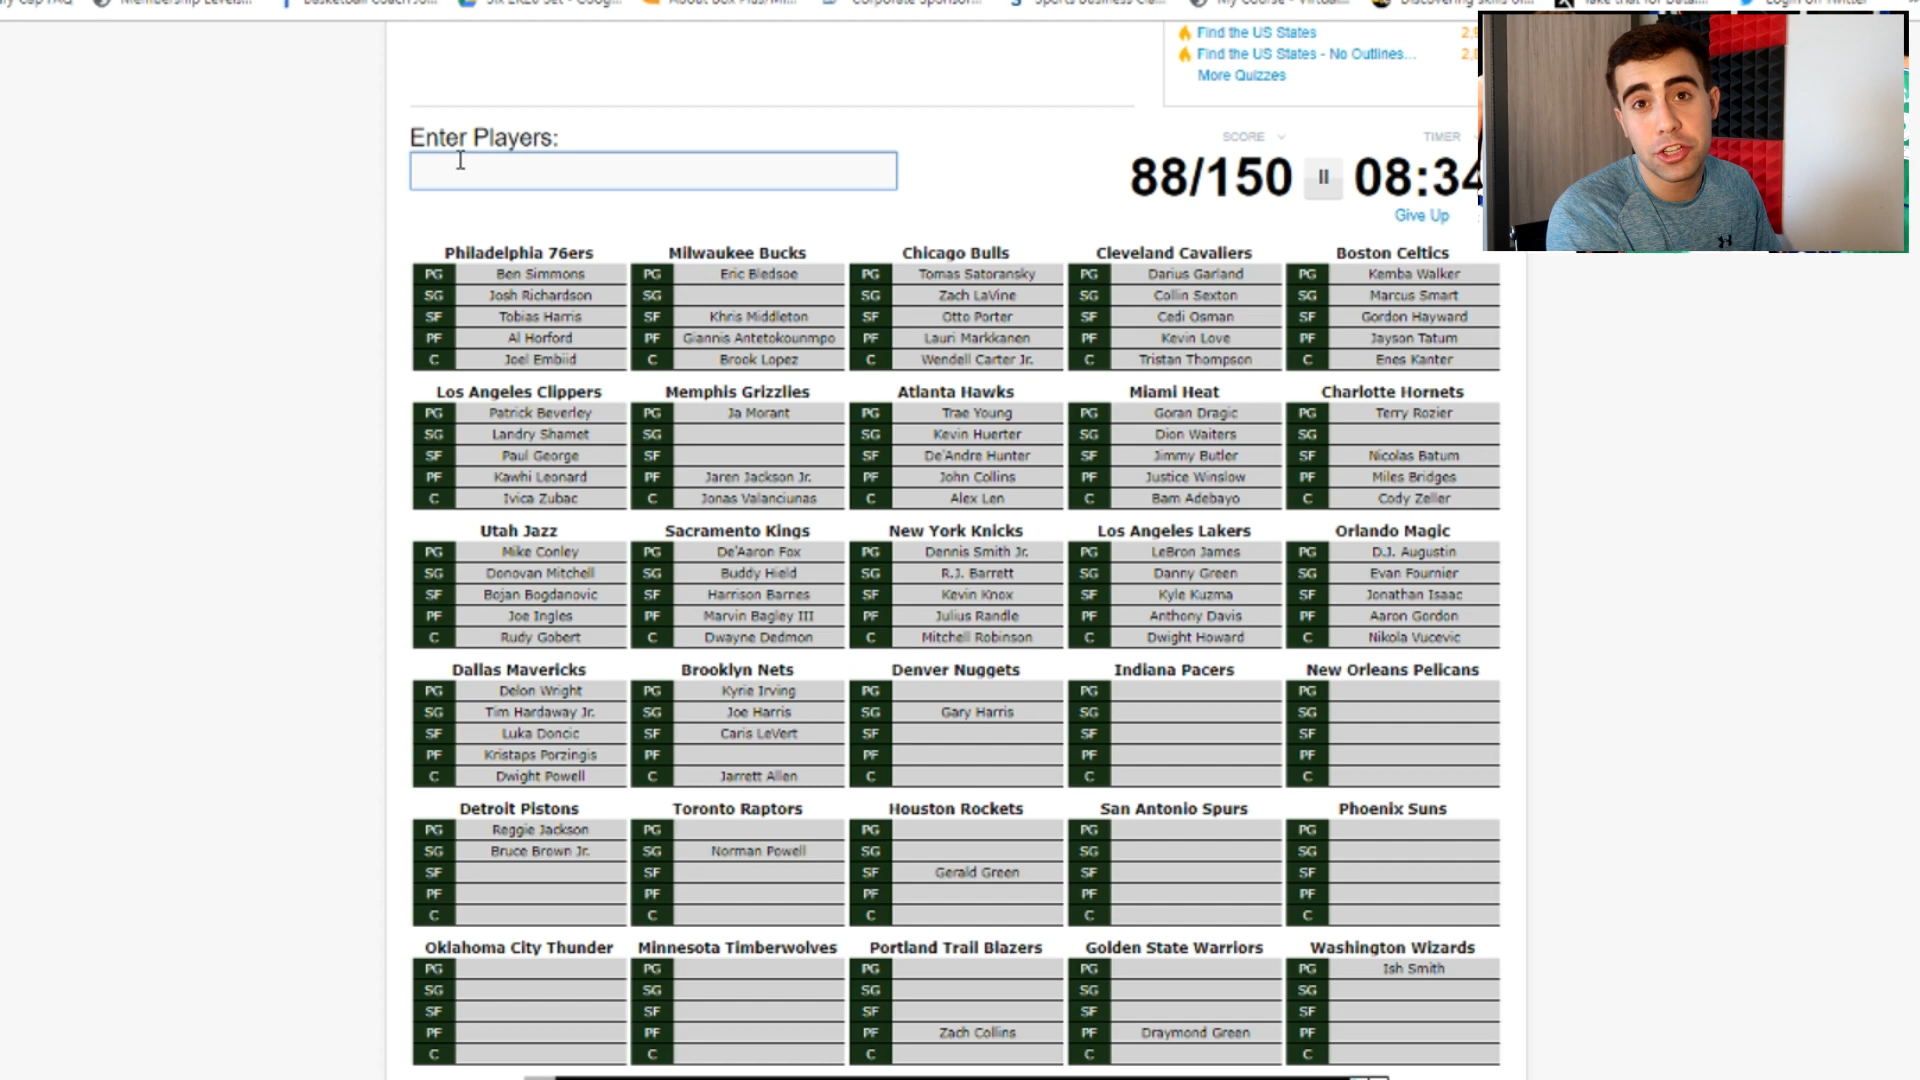 Find the US States
Find the US States - No Outlines...
More Quizzes
Enter Players:
SCORE TIMER
88/150 08:34
Give Up
Philadelphia 76ers Milwaukee Bucks Chicago Bulls Cleveland Cavaliers Boston Celtics
PG Ben Simmons PG Eric Bledsoe PG Tomas Satoransky PG Darius Garland PG Kemba Walker
SG Josh Richardson SG SG Zach LaVine SG Collin Sexton SG Marcus Smart
SF Tobias Harris SF Khris Middleton SF Otto Porter SF Cedi Osman SF Gordon Hayward
PF Al Horford PF Giannis Antetokounmpo PF Lauri Markkanen PF Kevin Love PF Jayson Tatum
C Joel Embiid C Brook Lopez C Wendell Carter Jr. C Tristan Thompson C Enes Kanter
Los Angeles Clippers Memphis Grizzlies Atlanta Hawks Miami Heat Charlotte Hornets
PG Patrick Beverley PG Ja Morant PG Trae Young PG Goran Dragic PG Terry Rozier
SG Landry Shamet SG SG Kevin Huerter SG Dion Waiters SG
SF Paul George SF SF De'Andre Hunter SF Jimmy Butler SF Nicolas Batum
PF Kawhi Leonard PF Jaren Jackson Jr. PF John Collins PF Justice Winslow PF Miles Bridges
C Ivica Zubac C Jonas Valanciunas C Alex Len C Bam Adebayo C Cody Zeller
Utah Jazz Sacramento Kings New York Knicks Los Angeles Lakers Orlando Magic
PG Mike Conley PG De'Aaron Fox PG Dennis Smith Jr. PG LeBron James PG D.J. Augustin
SG Donovan Mitchell SG Buddy Hield SG R.J. Barrett SG Danny Green SG Evan Fournier
SF Bojan Bogdanovic SF Harrison Barnes SF Kevin Knox SF Kyle Kuzma SF Jonathan Isaac
PF Joe Ingles PF Marvin Bagley III PF Julius Randle PF Anthony Davis PF Aaron Gordon
C Rudy Gobert C Dwayne Dedmon C Mitchell Robinson C Dwight Howard C Nikola Vucevic
Dallas Mavericks Brooklyn Nets Denver Nuggets Indiana Pacers New Orleans Pelicans
PG Delon Wright PG Kyrie Irving PG PG PG
SG Tim Hardaway Jr. SG Joe Harris SG Gary Harris SG SG
SF Luka Doncic SF Caris LeVert SF SF SF
PF Kristaps Porzingis PF PF PF PF
C Dwight Powell C Jarrett Allen C C C
Detroit Pistons Toronto Raptors Houston Rockets San Antonio Spurs Phoenix Suns
PG Reggie Jackson PG PG PG PG
SG Bruce Brown Jr. SG Norman Powell SG SG SG
SF SF SF Gerald Green SF SF
PF PF PF PF PF
C C C C C
Oklahoma City Thunder Minnesota Timberwolves Portland Trail Blazers Golden State Warriors Washington Wizards
PG PG PG PG PG Ish Smith
SG SG SG SG SG
SF SF SF SF SF
PF PF PF Zach Collins PF Draymond Green PF
C C C C C